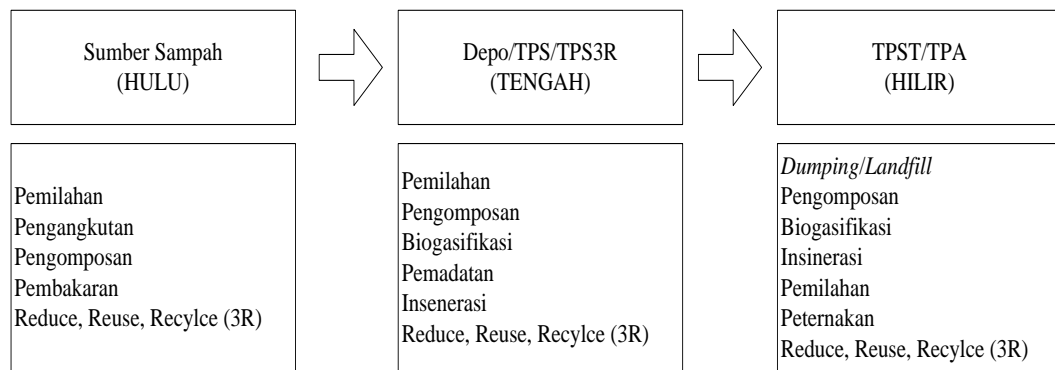 Sumber Sampah
(HULU)
Depo/TPS/TPS3R
(TENGAH)
TPST/TPA
(HILIR)
Pemilahan
Pengangkutan
Pengomposan
Pembakaran
Reduce, Reuse, Recylce (3R)
Pemilahan
Pengomposan
Biogasifikasi
Pemadatan
Insenerasi
Reduce, Reuse, Recylce (3R)
Dumping/Landfill
Pengomposan
Biogasifikasi
Insinerasi
Pemilahan
Peternakan
Reduce, Reuse, Recylce (3R)